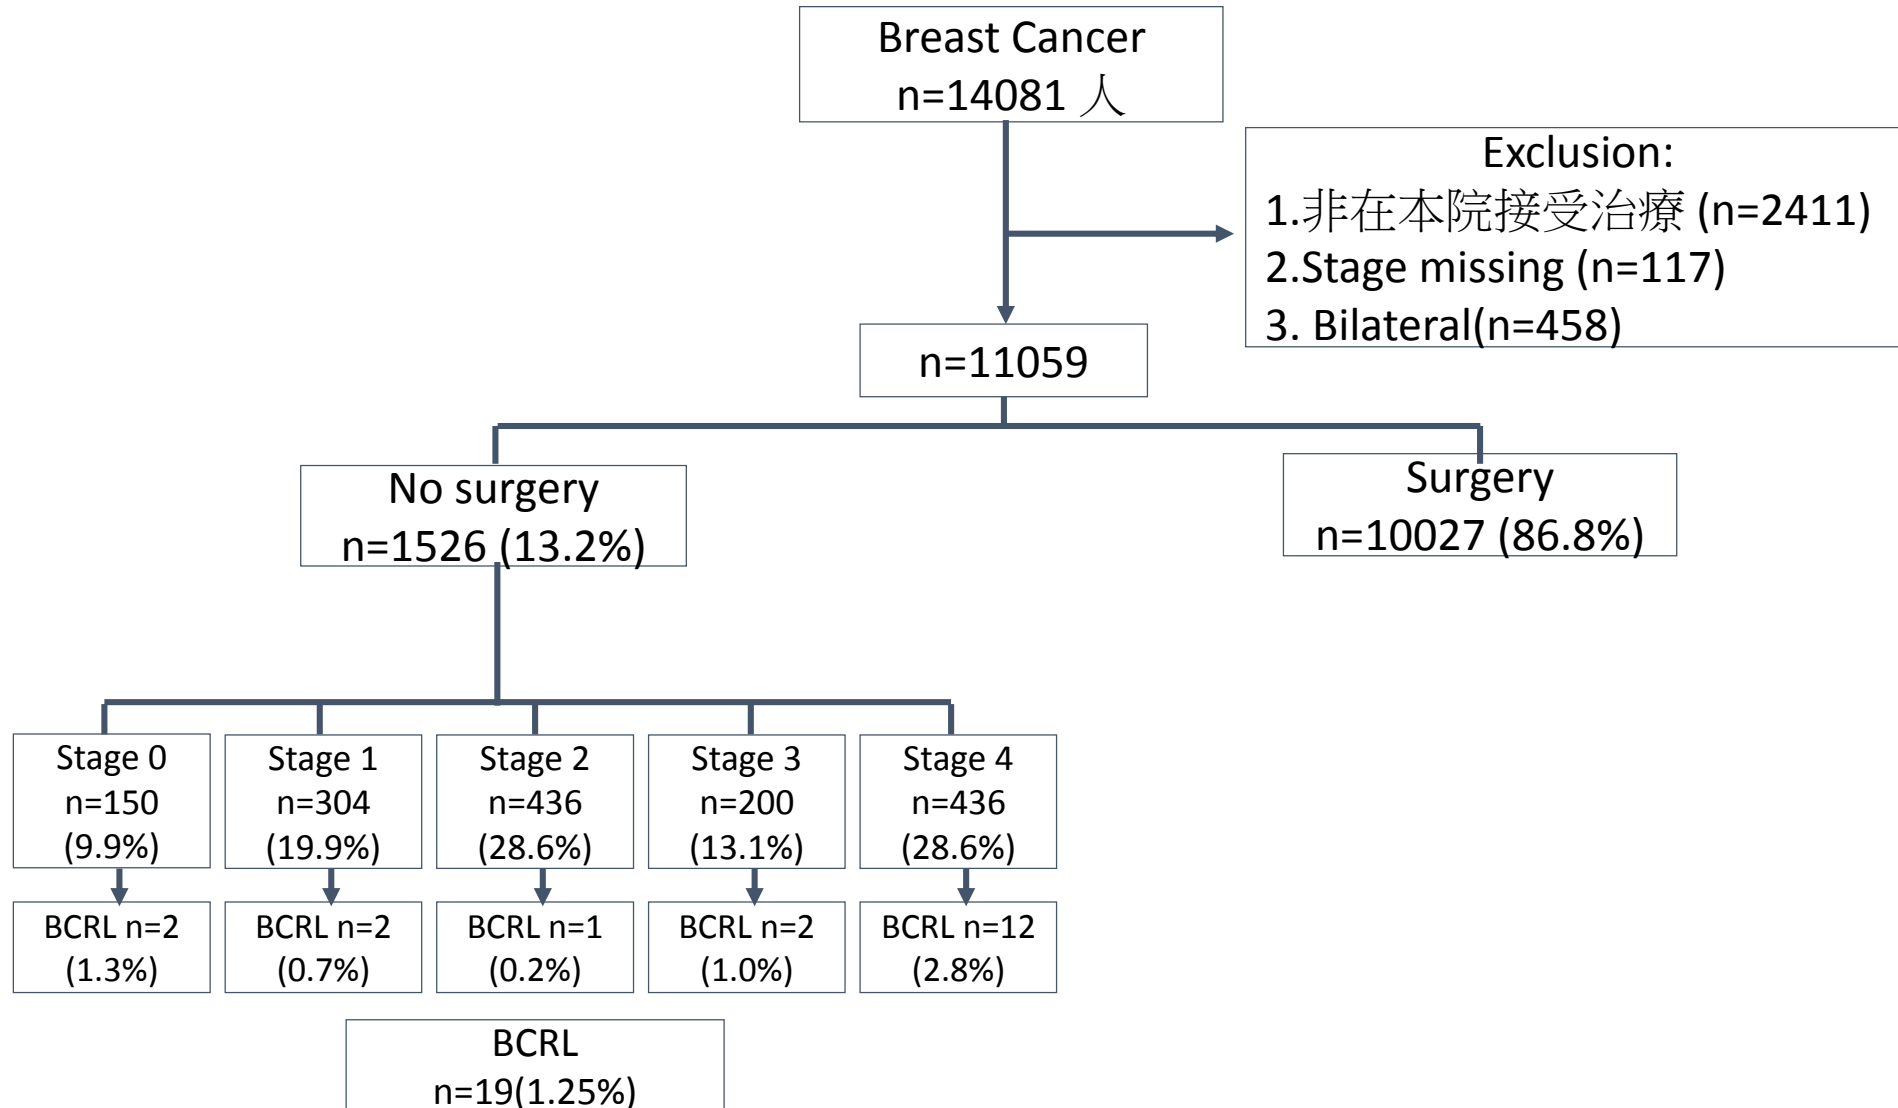 Breast Cancer
n=14081 人
Exclusion:
1.非在本院接受治療 (n=2411)
2.Stage missing (n=117)
3. Bilateral(n=458)
n=11059
No surgery
n=1526 (13.2%)
Surgery
n=10027 (86.8%)
Stage 0
n=150
(9.9%)
Stage 1
n=304
(19.9%)
Stage 2
n=436
(28.6%)
Stage 3
n=200
(13.1%)
Stage 4
n=436
(28.6%)
BCRL n=2
(1.3%)
BCRL n=2
(0.7%)
BCRL n=1
(0.2%)
BCRL n=2
(1.0%)
BCRL n=12
(2.8%)
BCRL
n=19(1.25%)